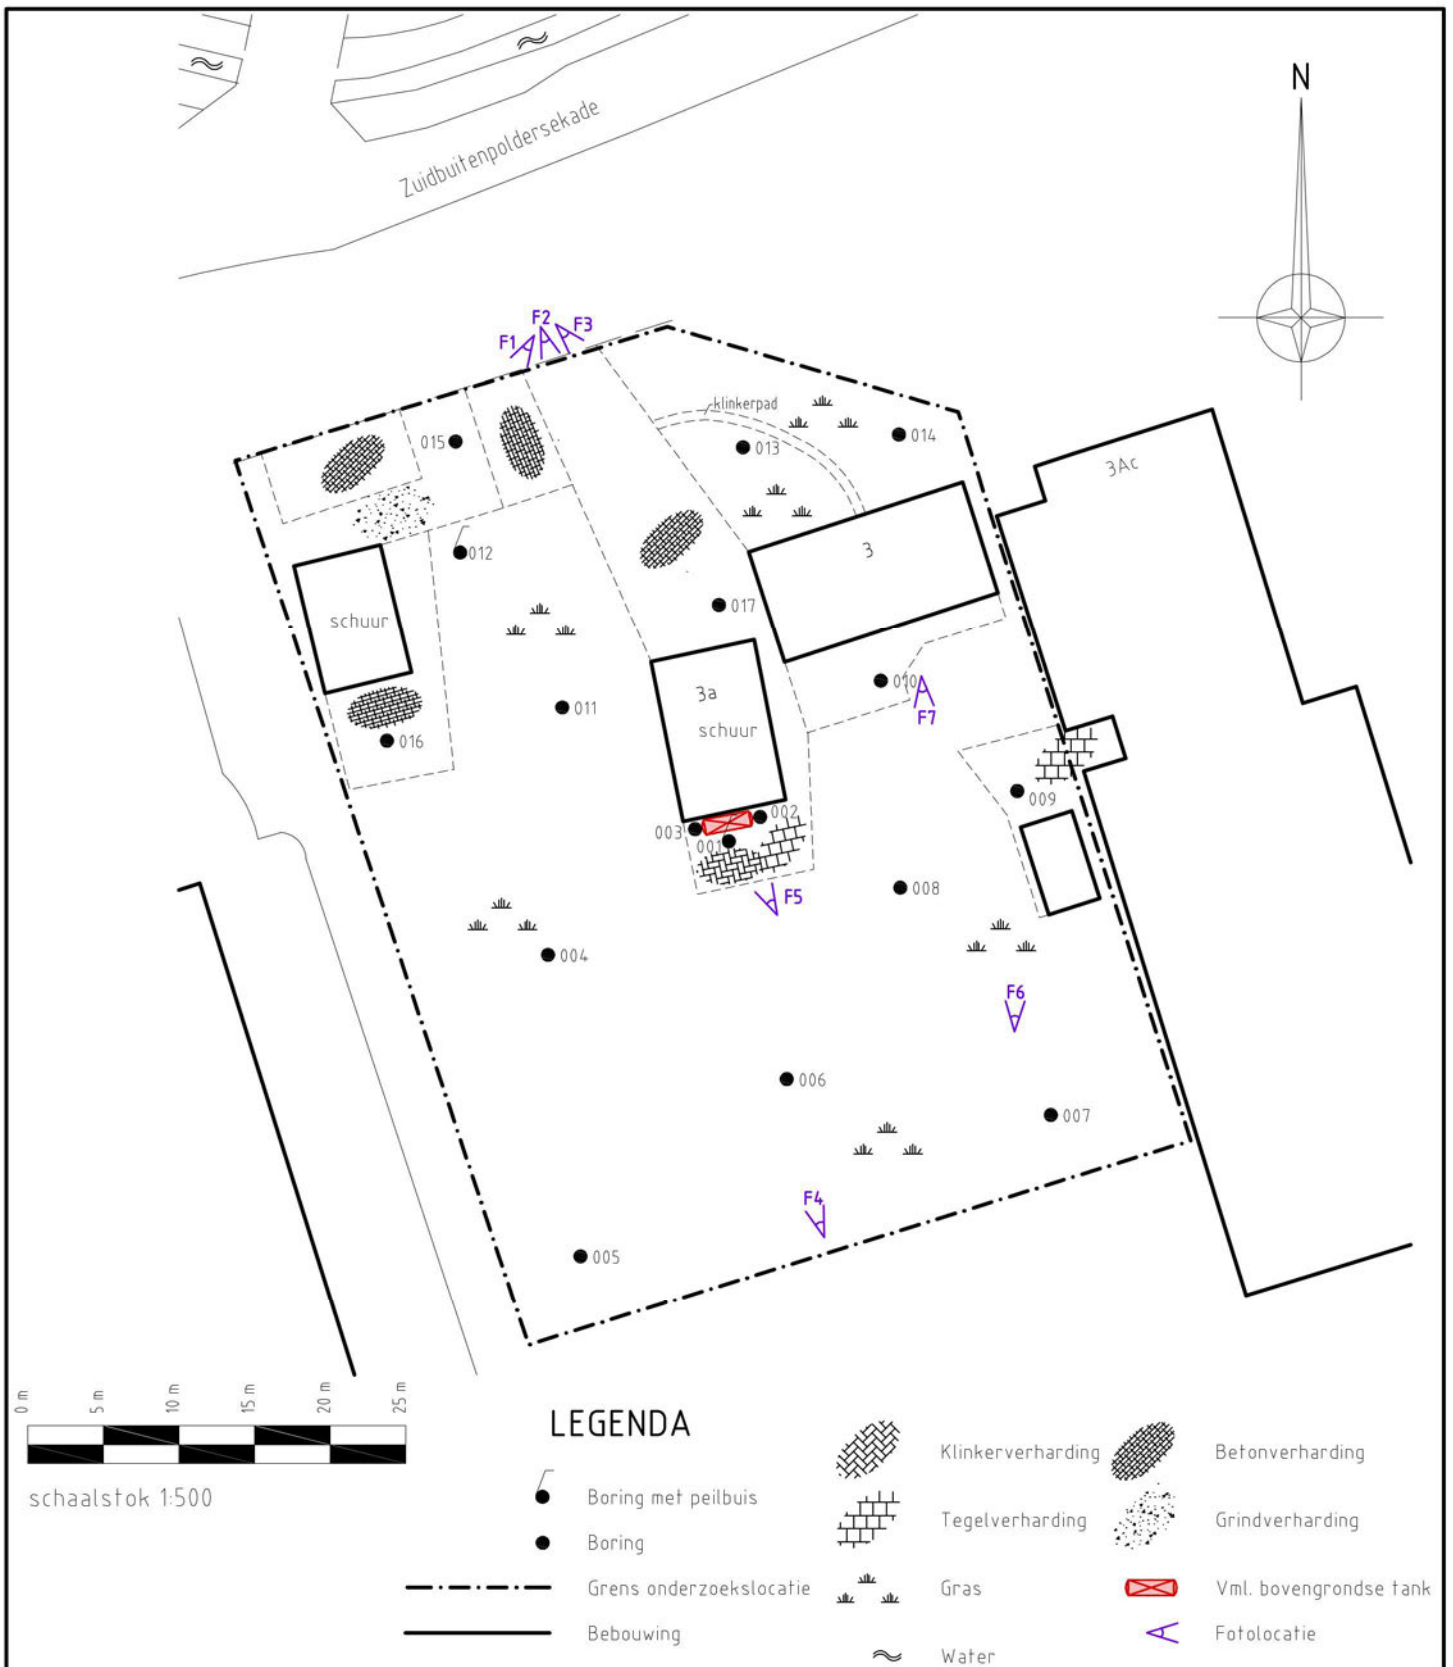 N
Zuidbuitenpoldersekade
F2
F1
F3
klinkerpad
015
013
014
3Ac
012
3
017
schuur
3a
schuur
011
010
F7
016
009
002
003
001
008
F5
004
F6
006
007
F4
005
0 m
5 m
10 m
15 m
20 m
25 m
schaalstok 1:500
LEGENDA
Boring met peilbuis
Boring
Grens onderzoekslocatie
Bebouwing
Klinkerverharding
Tegelverharding
Gras
Water
Betonverharding
Grindverharding
Vml. bovengrondse tank
Fotolocatie